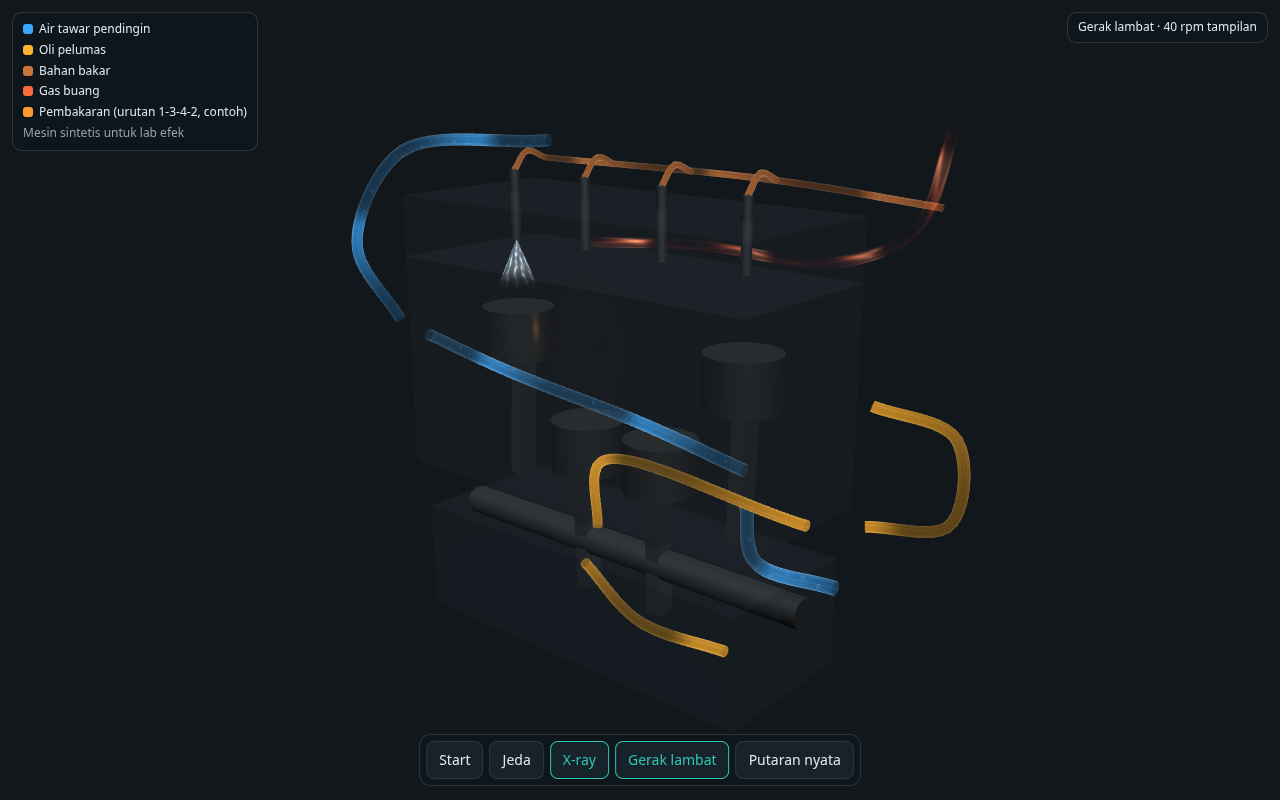 Air tawar pendingin
Oli pelumas
Bahan bakar
Gas buang
Pembakaran (urutan 1-3-4-2, contoh)
Mesin sintetis untuk lab efek
Gerak lambat · 40 rpm tampilan
Start
Jeda
X-ray
Gerak lambat
Putaran nyata